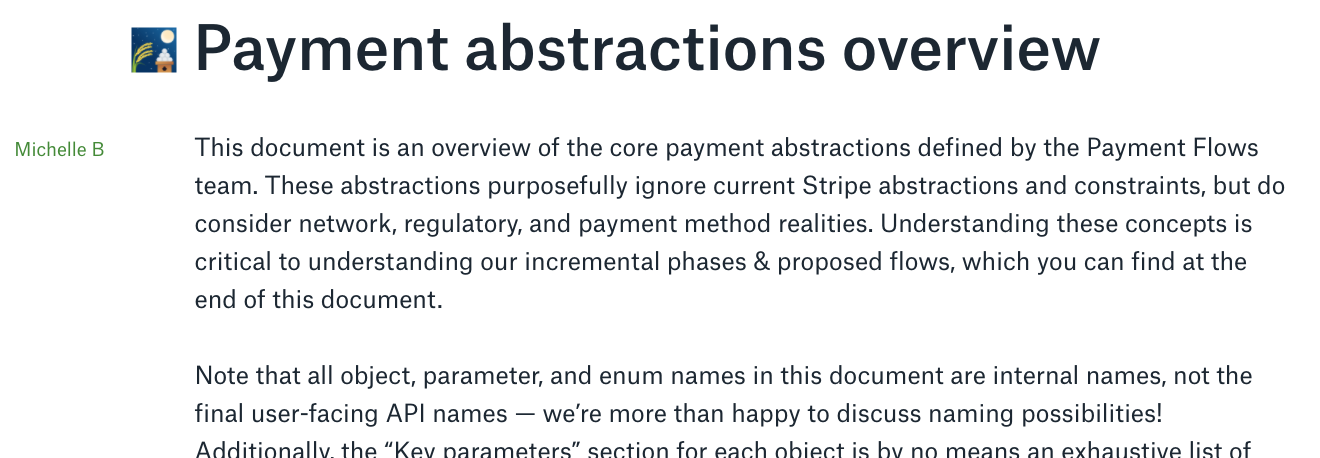 Payment abstractions overview
Michelle B
This document is an overview of the core payment abstractions defined by the Payment Flows
team. These abstractions purposefully ignore current Stripe abstractions and constraints, but do
consider network, regulatory, and payment method realities. Understanding these concepts is
critical to understanding our incremental phases & proposed flows, which you can find at the
end of this document.
Note that all object, parameter, and enum names in this document are internal names, not the
final user-facing API names — we’re more than happy to discuss naming possibilities!
Additionally, the “Key parameters” section for each object is by no means an exhaustive list of